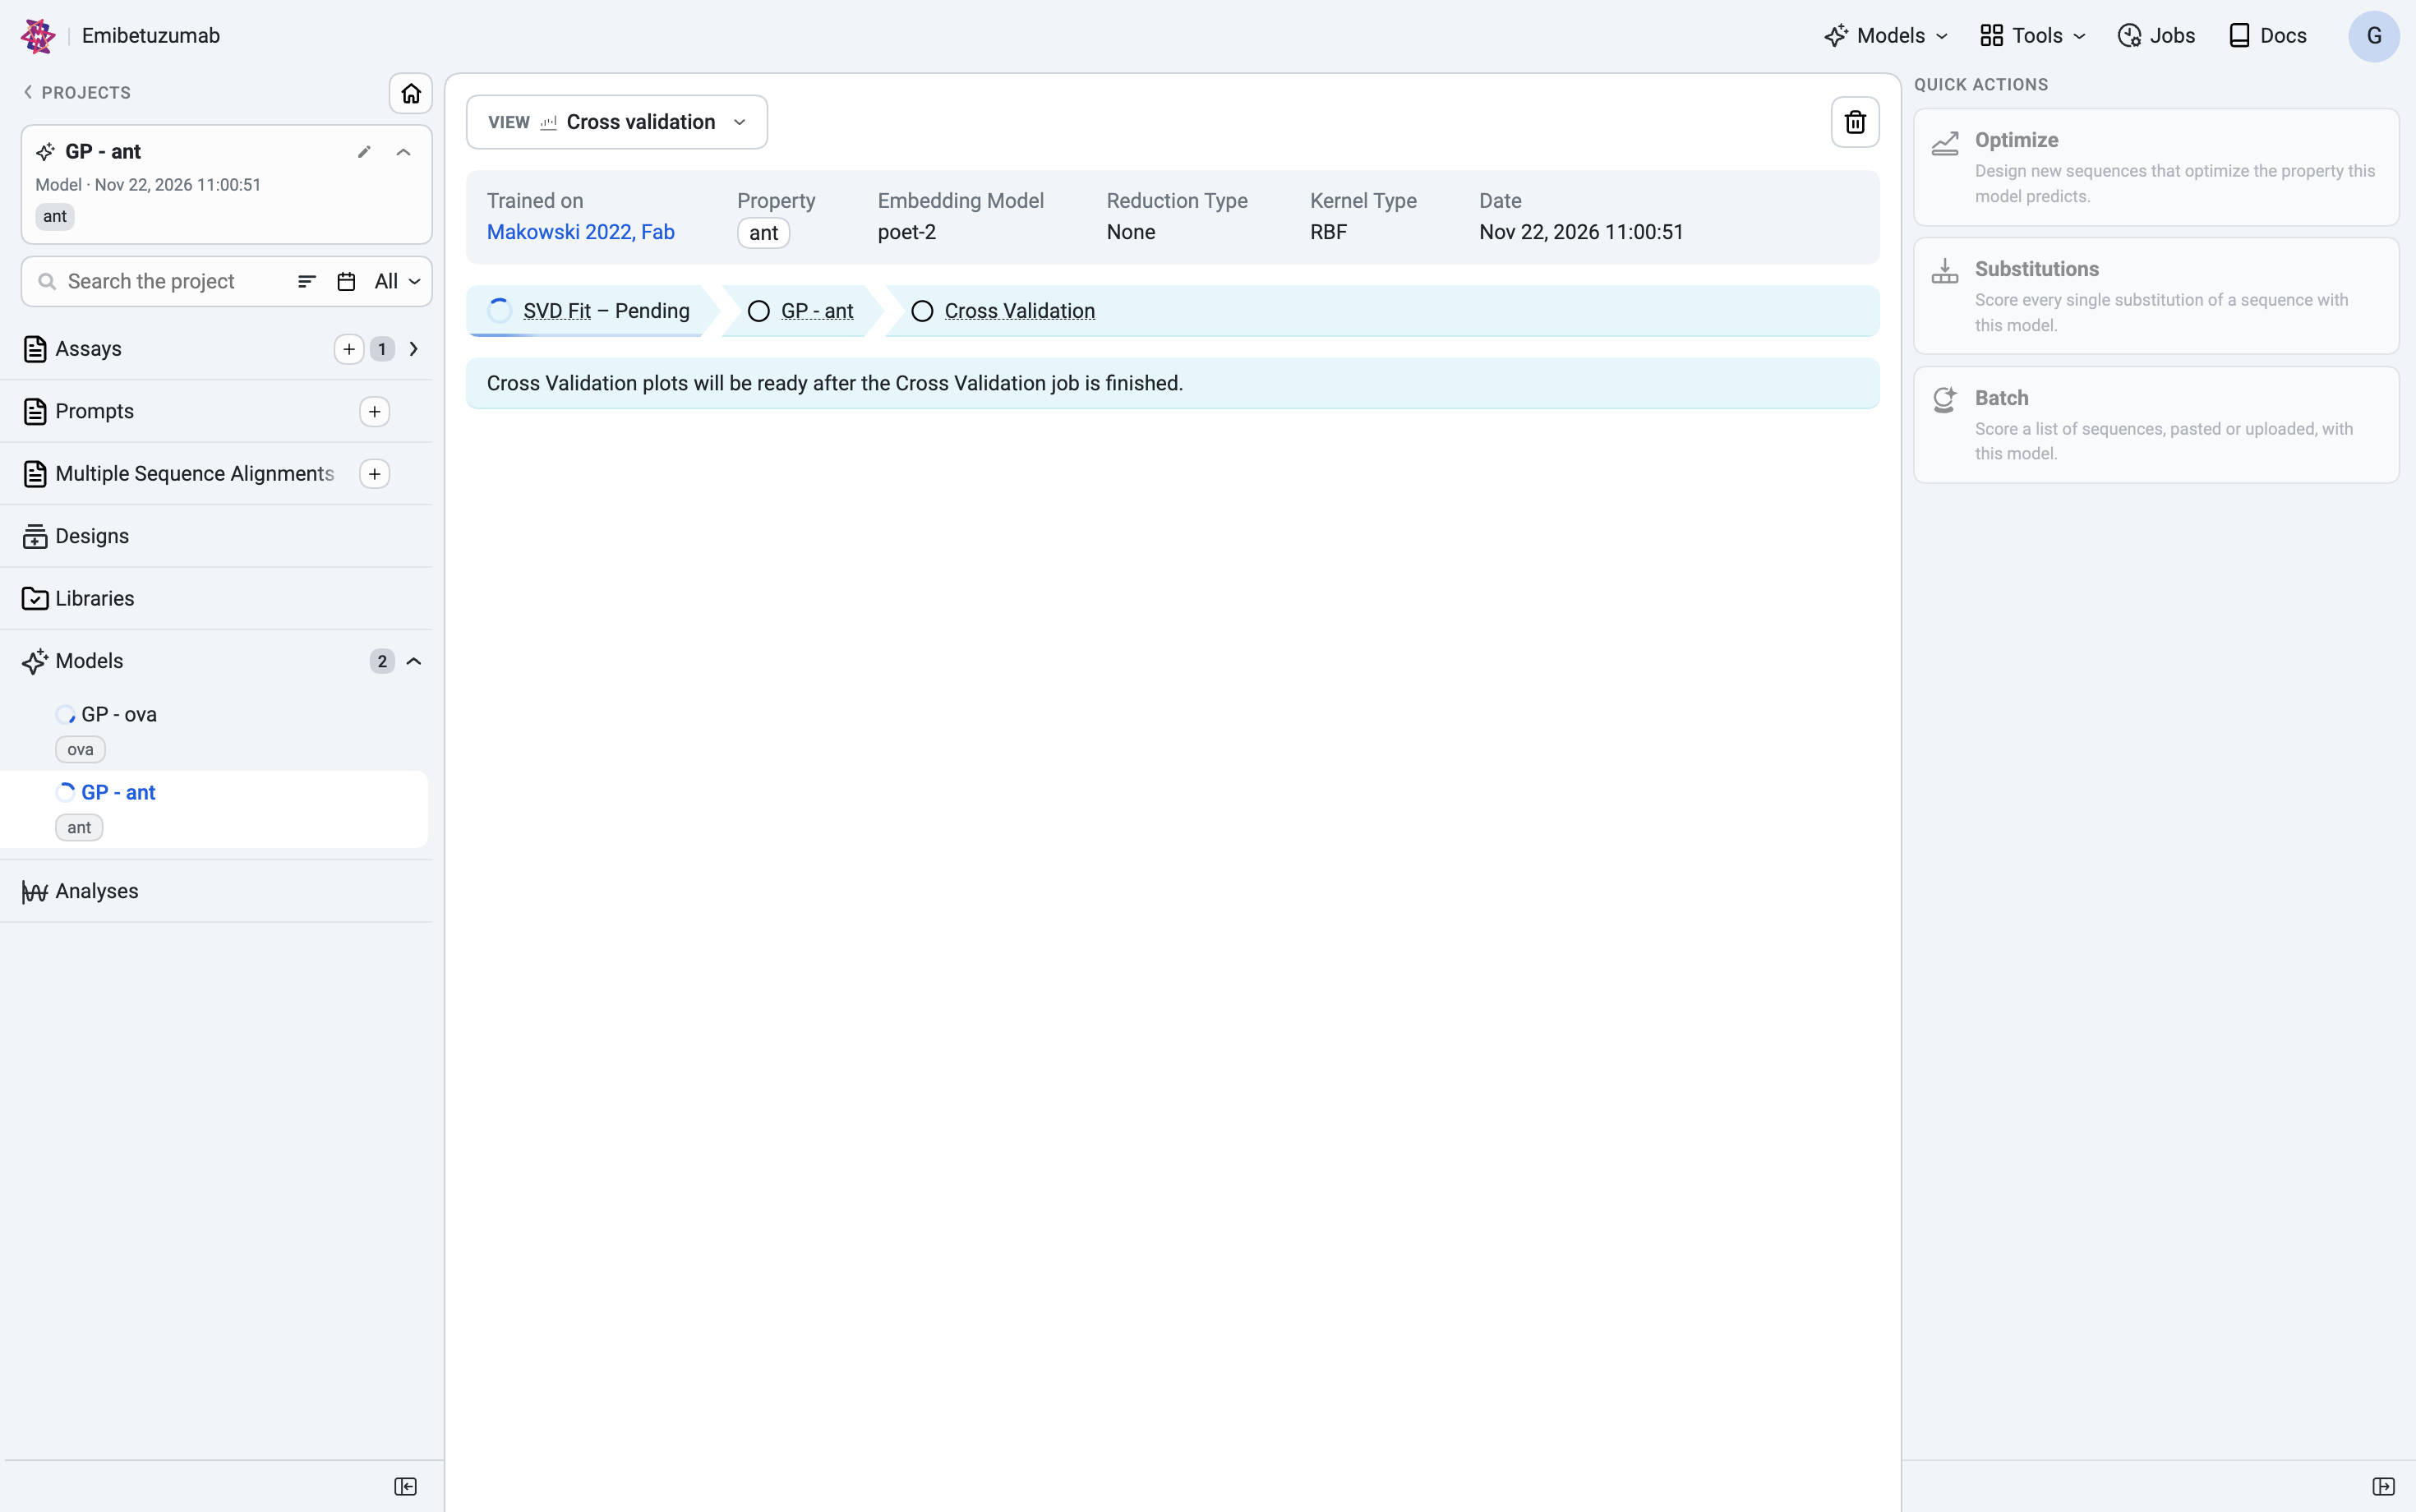 Emibetuzumab
Models
Tools
Jobs
Docs
G
PROJECTS
GP - ant
Model · Nov 22, 2026 11:00:51
ant
Search the project
All
Assays
1
Prompts
Multiple Sequence Alignments
Designs
Libraries
Models
2
GP - ova
ova
GP - ant
ant
Analyses
VIEW Cross validation
Trained on
Makowski 2022, Fab
Property
ant
Embedding Model
poet-2
Reduction Type
None
Kernel Type
RBF
Date
Nov 22, 2026 11:00:51
SVD Fit – Pending
GP - ant
Cross Validation
Cross Validation plots will be ready after the Cross Validation job is finished.
QUICK ACTIONS
Optimize
Design new sequences that optimize the property this
model predicts.
Substitutions
Score every single substitution of a sequence with
this model.
Batch
Score a list of sequences, pasted or uploaded, with
this model.